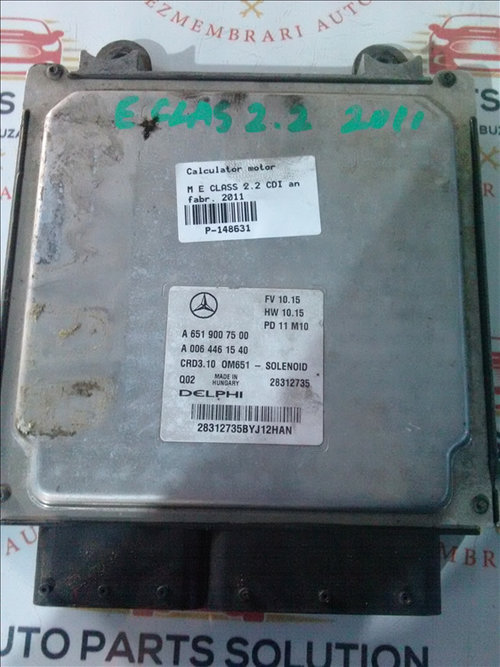 DEZMEMBRARI AUTO
E CLAS 2.2 2011
Calculator motor
M E CLASS 2.2 CDI an
fabr. 2011
P-148631
FV 10.15
HW 10.15
PD 11 M10
A 651 900 75 00
A 006 446 15 40
CRD3.10 OM651 - SOLENOID
Q02 MADE IN HUNGARY 28312735
DELPHI
28312735BYJ12HAN
UTO PARTS SOLUTION